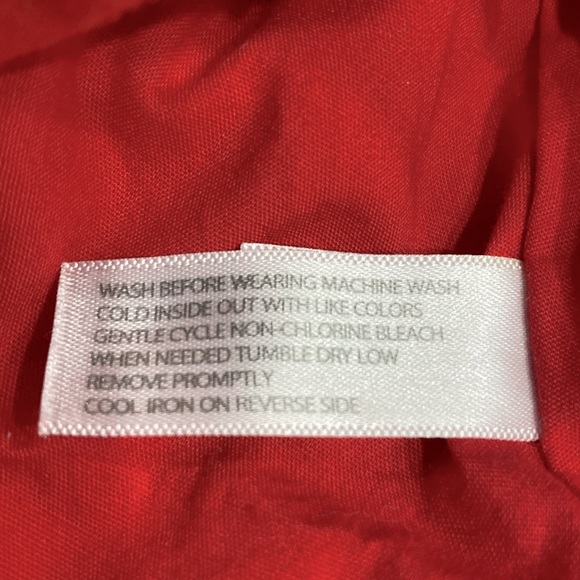 WASH BEFORE WEARING MACHINE WASH
COLD INSIDE OUT WITH LIKE COLORS
GENTLE CYCLE NON-CHLORINE BLEACH
WHEN NEEDED TUMBLE DRY LOW
REMOVE PROMPTLY
COOL IRON ON REVERSE SIDE